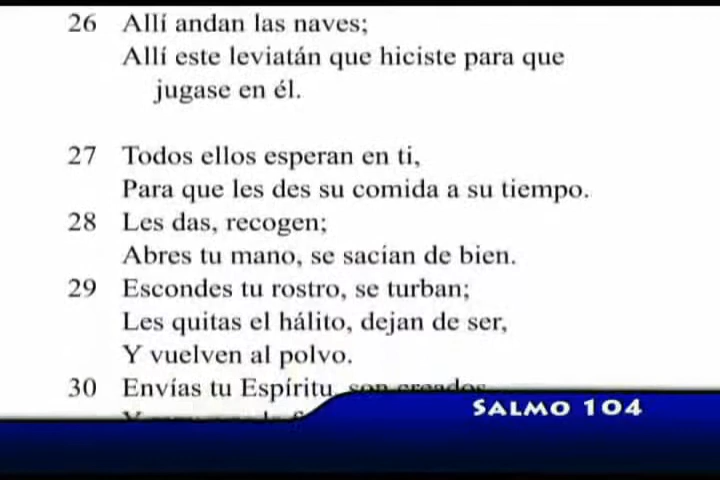 26 Allí andan las naves;
Allí este leviatán que hiciste para que
jugase en él.
27 Todos ellos esperan en ti,
Para que les des su comida a su tiempo.
28 Les das, recogen;
Abres tu mano, se sacían de bien.
29 Escondes tu rostro, se turban;
Les quitas el hálito, dejan de ser,
Y vuelven al polvo.
30 Envías tu Espíritu, son creados
SALMO 104